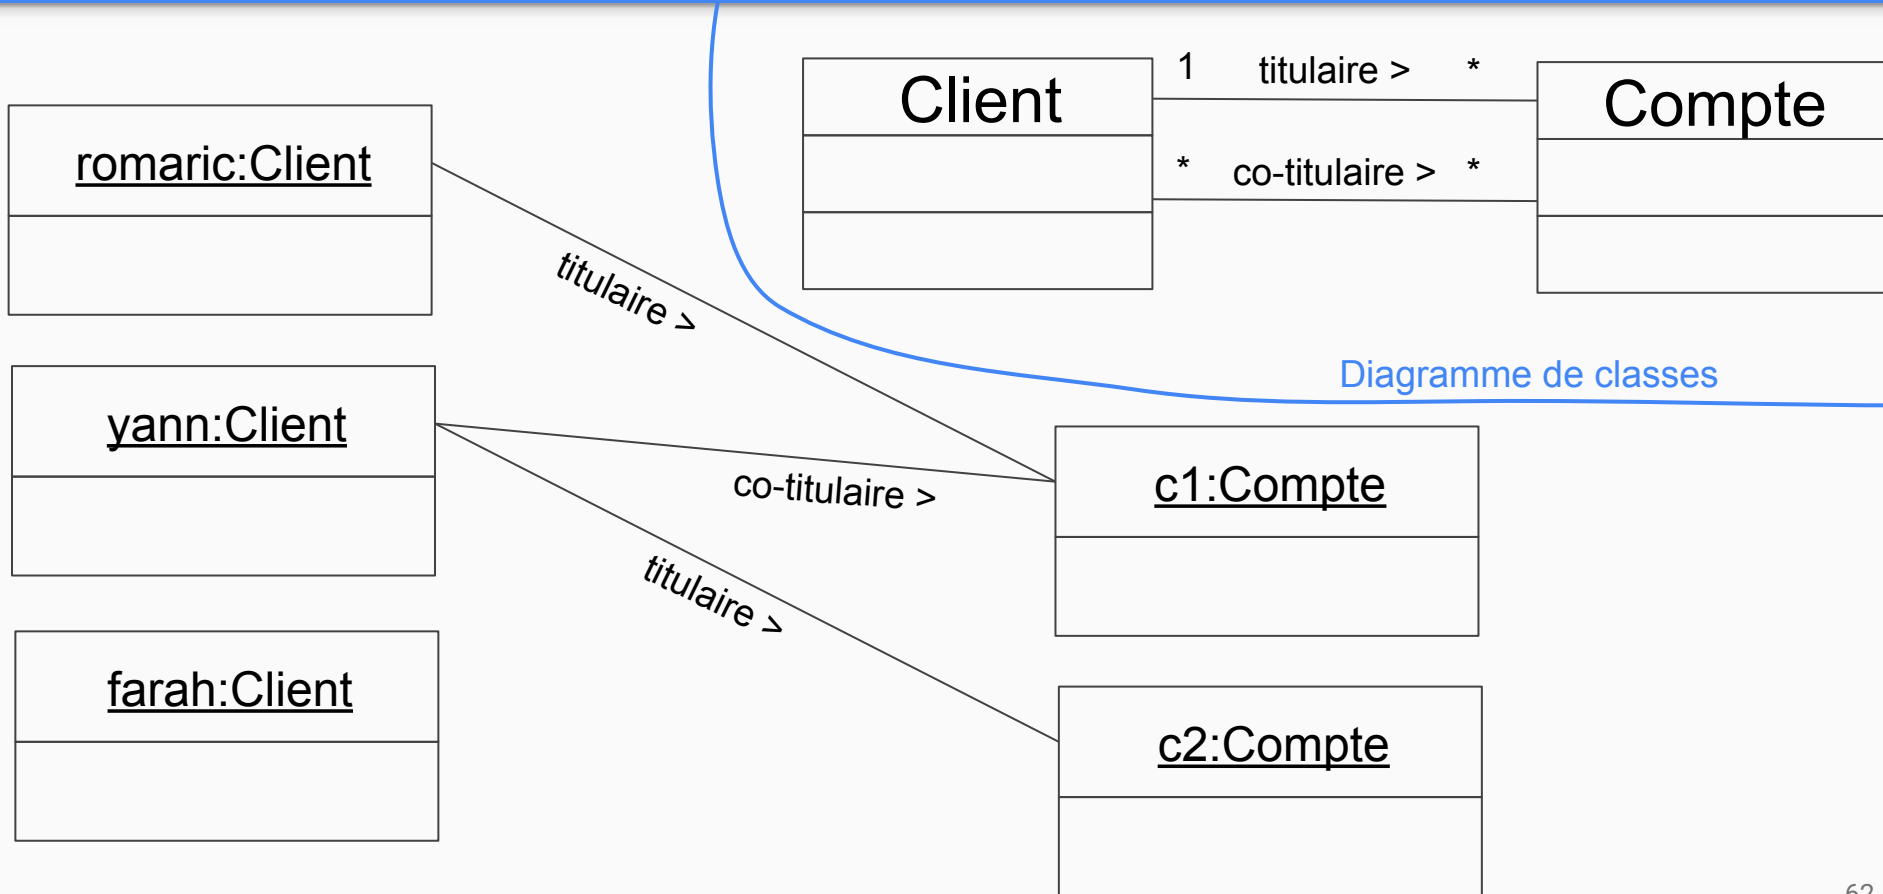 Client
1 titulaire > *
* co-titulaire > *
Compte
Diagramme de classes
romaric:Client
titulaire >
yann:Client
co-titulaire >
titulaire >
farah:Client
c1:Compte
c2:Compte
62